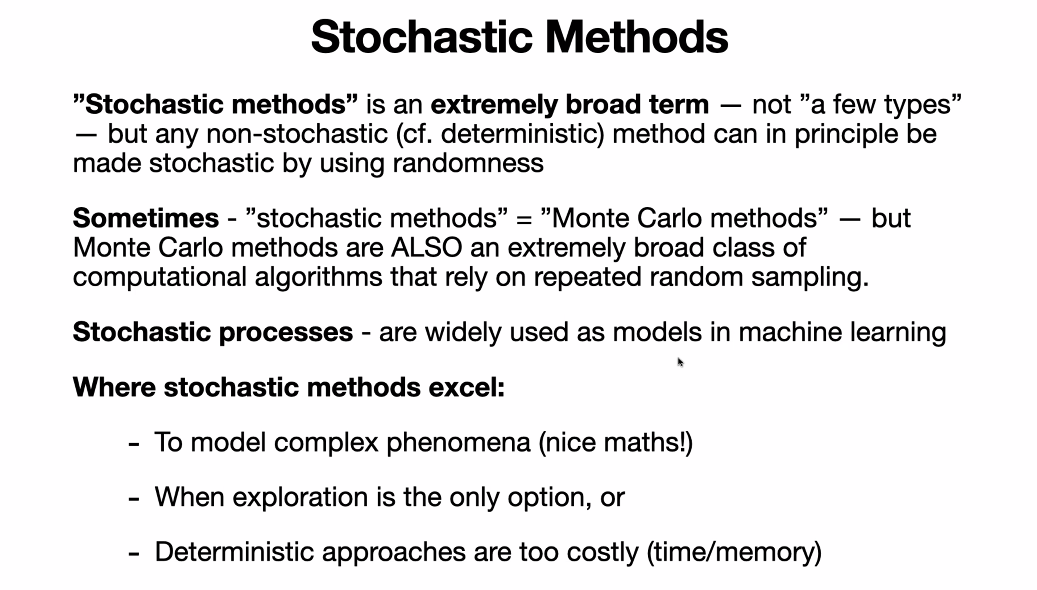 Stochastic Methods
”Stochastic methods” is an extremely broad term — not ”a few types”
— but any non-stochastic (cf. deterministic) method can in principle be
made stochastic by using randomness
Sometimes - ”stochastic methods” = ”Monte Carlo methods” — but
Monte Carlo methods are ALSO an extremely broad class of
computational algorithms that rely on repeated random sampling.
Stochastic processes - are widely used as models in machine learning
Where stochastic methods excel:
- To model complex phenomena (nice maths!)
- When exploration is the only option, or
- Deterministic approaches are too costly (time/memory)